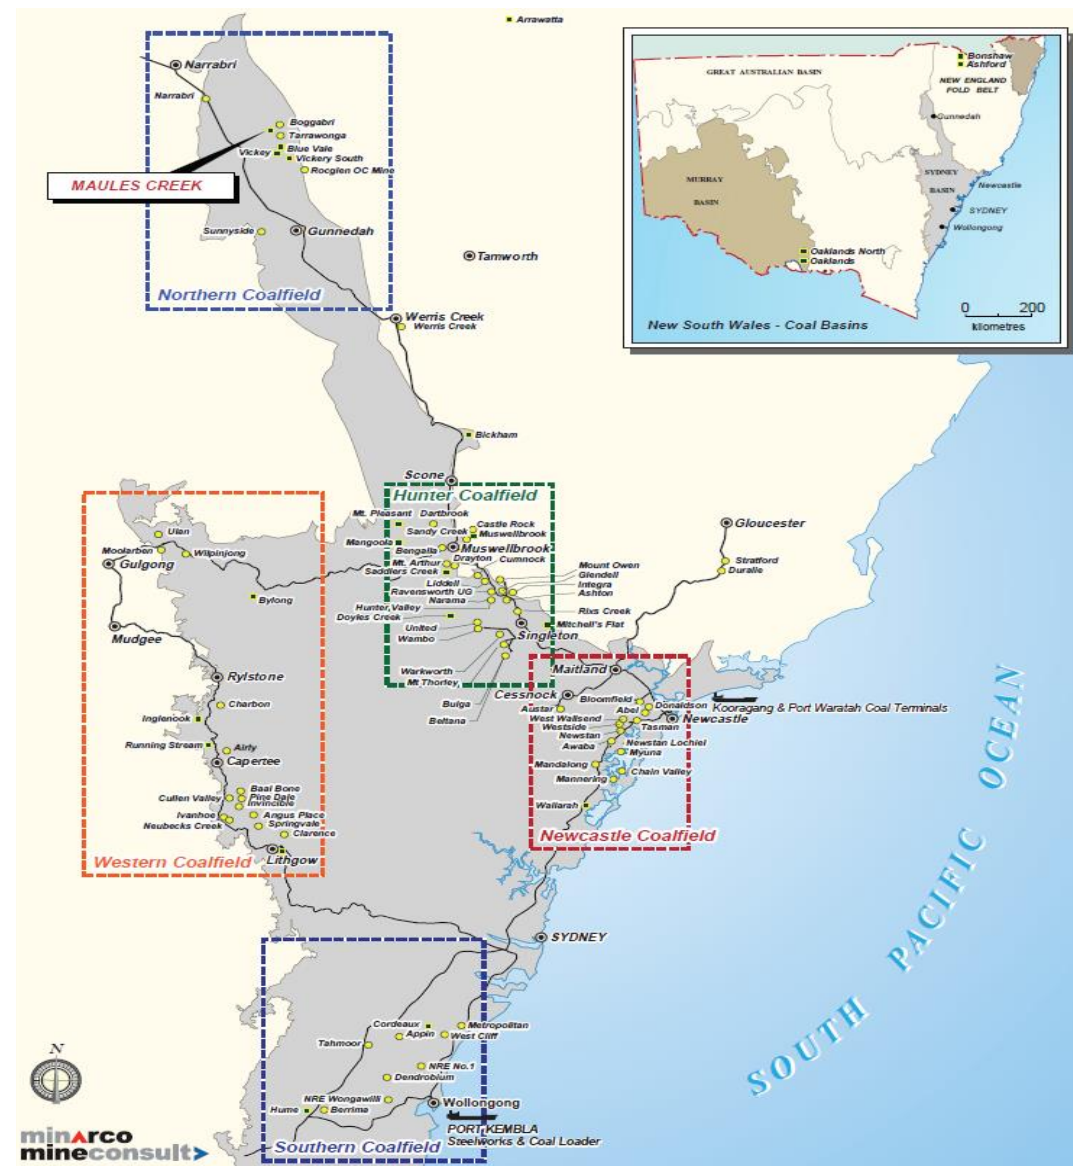 Arrawatta
Narrabri
Narrabri
Boggabri
Tarrawonga
Blue Vale
Vickey
Vickery South
Rocglen OC Mine
MAULES CREEK
Sunnyside
Gunnedah
Tamworth
Northern Coalfield
Werris Creek
Werris Creek
Bickham
Scone
GREAT AUSTRALIAN BASIN
Bonshaw
Ashford
NEW ENGLAND
FOLD BELT
Gunnedah
SYDNEY
BASIN
Newcastle
SYDNEY
Wollongong
MURRAY
BASIN
Oaklands North
Oaklands
0 200
kilometres
New South Wales - Coal Basins
Hunter Coalfield
Mt. Pleasant
Dartbrook
Castle Rock
Sandy Creek
Muswellbrook
Mangoola
Bengalla
Muswellbrook
Drayton
Cumnock
Mt. Arthur
Saddlers Creek
Liddell
Ravensworth UG
Narama
Hunter Valley
Doyles Creek
United
Wambo
Warkworth
Mt Thorley
Bulga
Beltana
Mount Owen
Glendell
Integra
Ashton
Rixs Creek
Mitchell's Flat
Singleton
Gloucester
Stratford
Duralie
Ulan
Moolarben
Wilpinjong
Gulgong
Bylong
Mudgee
Rylstone
Charbon
Inglenook
Running Stream
Airly
Capertee
Baal Bone
Cullen Valley
Pine Dale
Invincible
Ivanhoe
Angus Place
Neubecks Creek
Springvale
Clarence
Lithgow
Western Coalfield
Maitland
Cessnock
Bloomfield
Donaldson
Austar
Abel
Newcastle
Kooragang & Port Waratah Coal Terminals
West Wallsend
Westside
Tasman
Newstan
Newstan Lochiel
Awaba
Myuna
Mandalong
Chain Valley
Mannering
Wallarah
Newcastle Coalfield
SYDNEY
SOUTH PACIFIC OCEAN
Cordeaux
Metropolitan
Appin
West Cliff
Tahmoor
NRE No.1
Dendrobium
NRE Wongawilli
Hume
Berrima
Wollongong
PORT KEMBLA
Steelworks & Coal Loader
Southern Coalfield
N
minarco
mineconsult